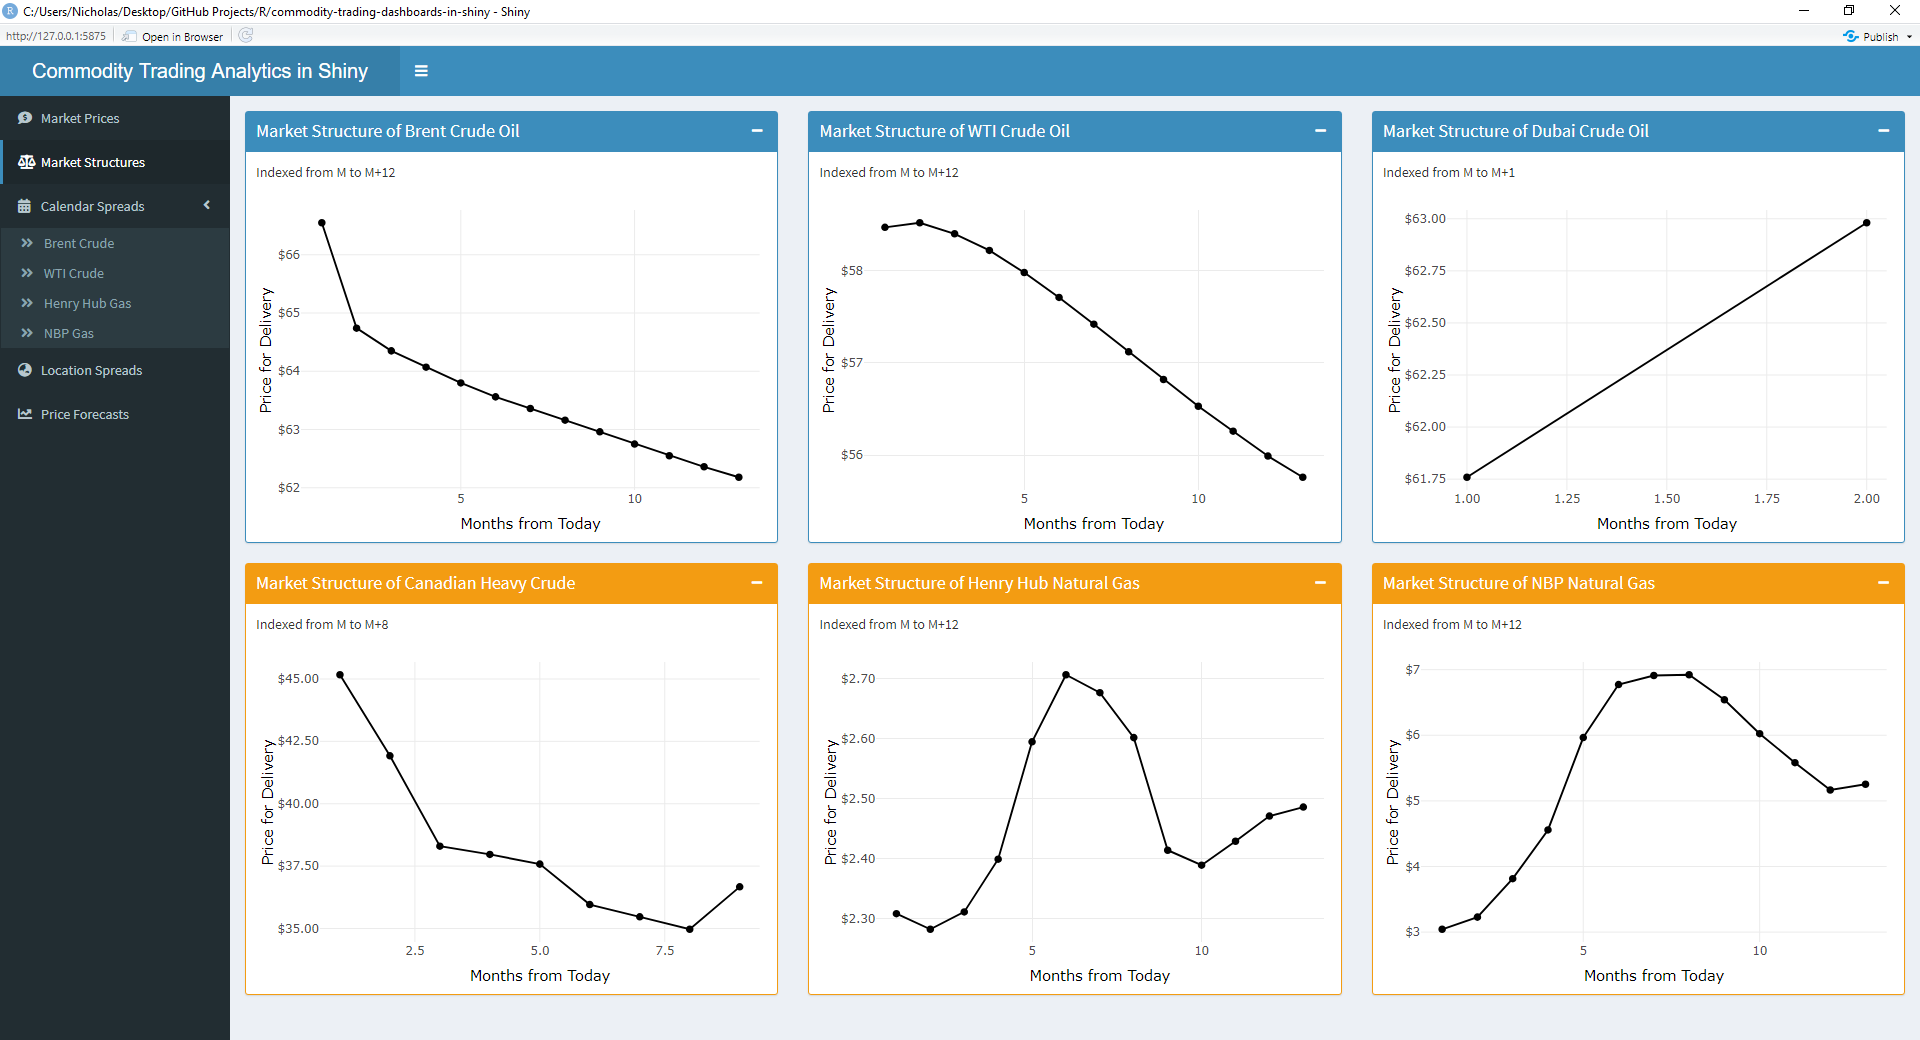 C:/Users/Nicholas/Desktop/GitHub Projects/R/commodity-trading-dashboards-in-shiny - Shiny
http://127.0.0.1:5875 Open in Browser Publish
Commodity Trading Analytics in Shiny
Market Prices
Market Structures
Calendar Spreads
Brent Crude
WTI Crude
Henry Hub Gas
NBP Gas
Location Spreads
Price Forecasts
Market Structure of Brent Crude Oil
Indexed from M to M+12
Price for Delivery
$66
$65
$64
$63
$62
5 10
Months from Today
Market Structure of WTI Crude Oil
Indexed from M to M+12
Price for Delivery
$58
$57
$56
5 10
Months from Today
Market Structure of Dubai Crude Oil
Indexed from M to M+1
Price for Delivery
$63.00
$62.75
$62.50
$62.25
$62.00
$61.75
1.00 1.25 1.50 1.75 2.00
Months from Today
Market Structure of Canadian Heavy Crude
Indexed from M to M+8
Price for Delivery
$45.00
$42.50
$40.00
$37.50
$35.00
2.5 5.0 7.5
Months from Today
Market Structure of Henry Hub Natural Gas
Indexed from M to M+12
Price for Delivery
$2.70
$2.60
$2.50
$2.40
$2.30
5 10
Months from Today
Market Structure of NBP Natural Gas
Indexed from M to M+12
Price for Delivery
$7
$6
$5
$4
$3
5 10
Months from Today